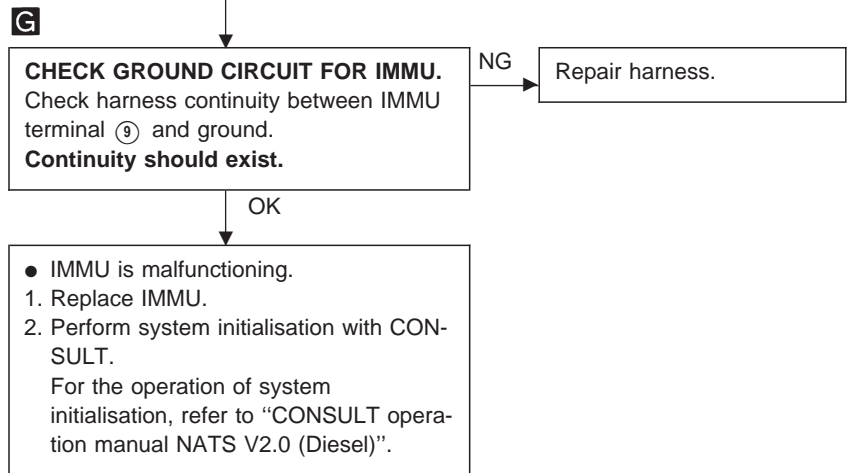 G
CHECK GROUND CIRCUIT FOR IMMU.
Check harness continuity between IMMU
terminal ⑨ and ground.
Continuity should exist.
NG
Repair harness.
OK
● IMMU is malfunctioning.
1. Replace IMMU.
2. Perform system initialisation with CON-
SULT.
For the operation of system
initialisation, refer to ‘‘CONSULT opera-
tion manual NATS V2.0 (Diesel)’’.